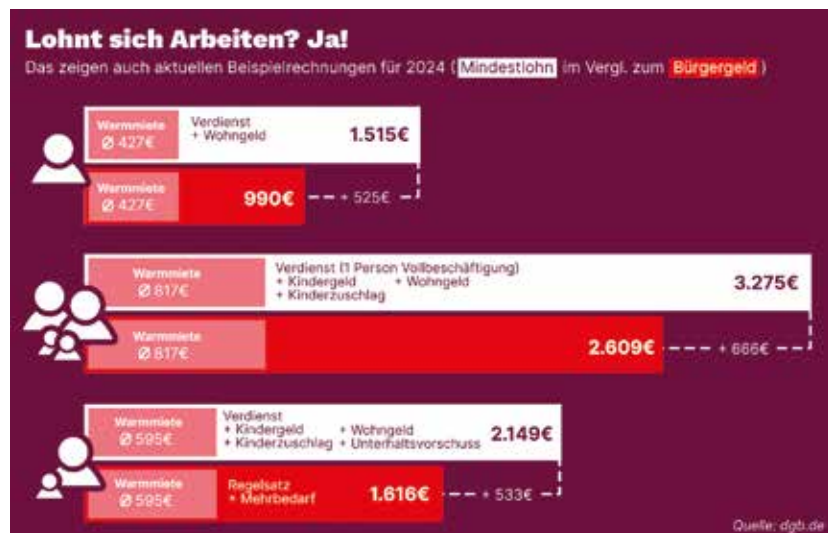 Lohnt sich Arbeiten? Ja!
Das zeigen auch aktuellen Beispielrechnungen für 2024 (Mindestlohn im Vergl. zum Bürgergeld)
Warmmiete
Ø 427€
Verdienst
+ Wohngeld
1.515€
Warmmiete
Ø 427€
990€
+ 525€
Warmmiete
Ø 817€
Verdienst (1 Person Vollbeschäftigung)
+ Kindergeld + Wohngeld
+ Kinderzuschlag
3.275€
Warmmiete
Ø 817€
2.609€
+ 666€
Warmmiete
Ø 595€
Verdienst
+ Kindergeld + Wohngeld
+ Kinderzuschlag + Unterhaltsvorschuss
2.149€
Warmmiete
Ø 595€
Regelsatz
+ Mehrbedarf
1.616€
+ 533€
Quelle: dgb.de